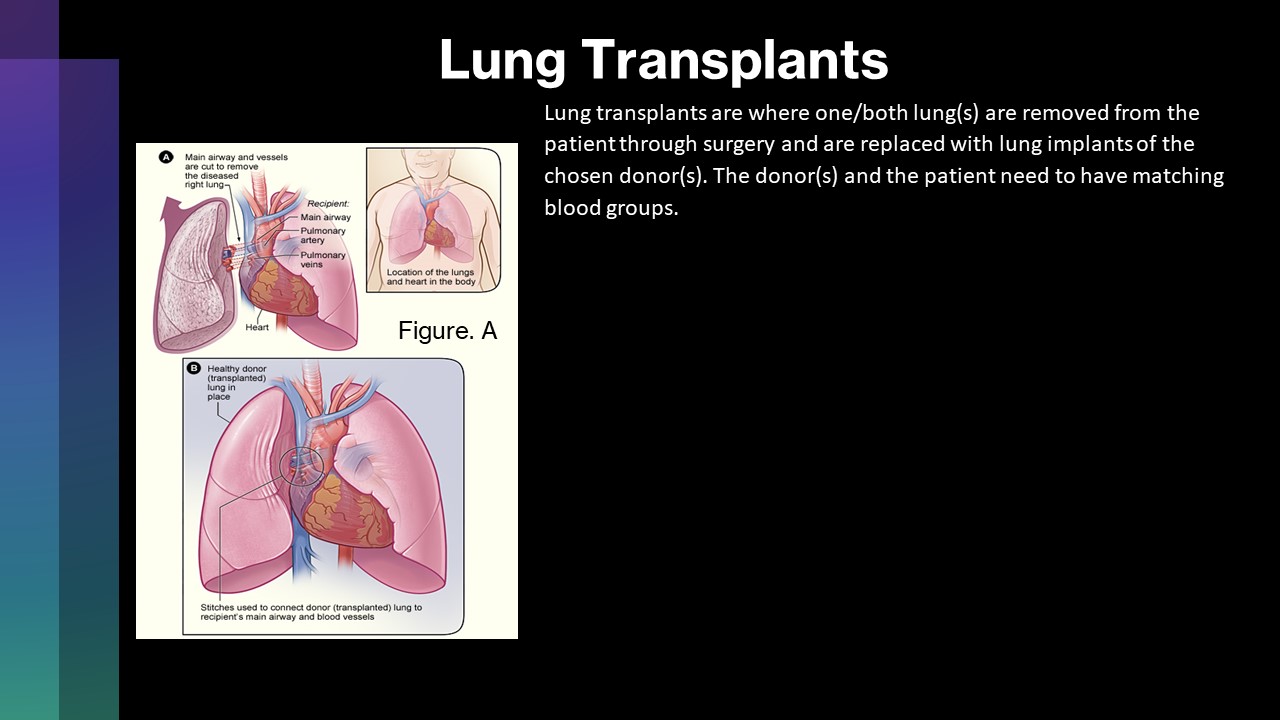 Lung Transplants
Lung transplants are where one/both lung(s) are removed from the
patient through surgery and are replaced with lung implants of the
chosen donor(s). The donor(s) and the patient need to have matching
blood groups.
A
Main airway and vessels
are cut to remove
the diseased
right lung
Recipient:
Main airway
Pulmonary
artery
Pulmonary
veins
Heart
Location of the lungs
and heart in the body
Figure. A
B
Healthy donor
(transplanted)
lung in
place
Stitches used to connect donor (transplanted) lung to
recipient's main airway and blood vessels